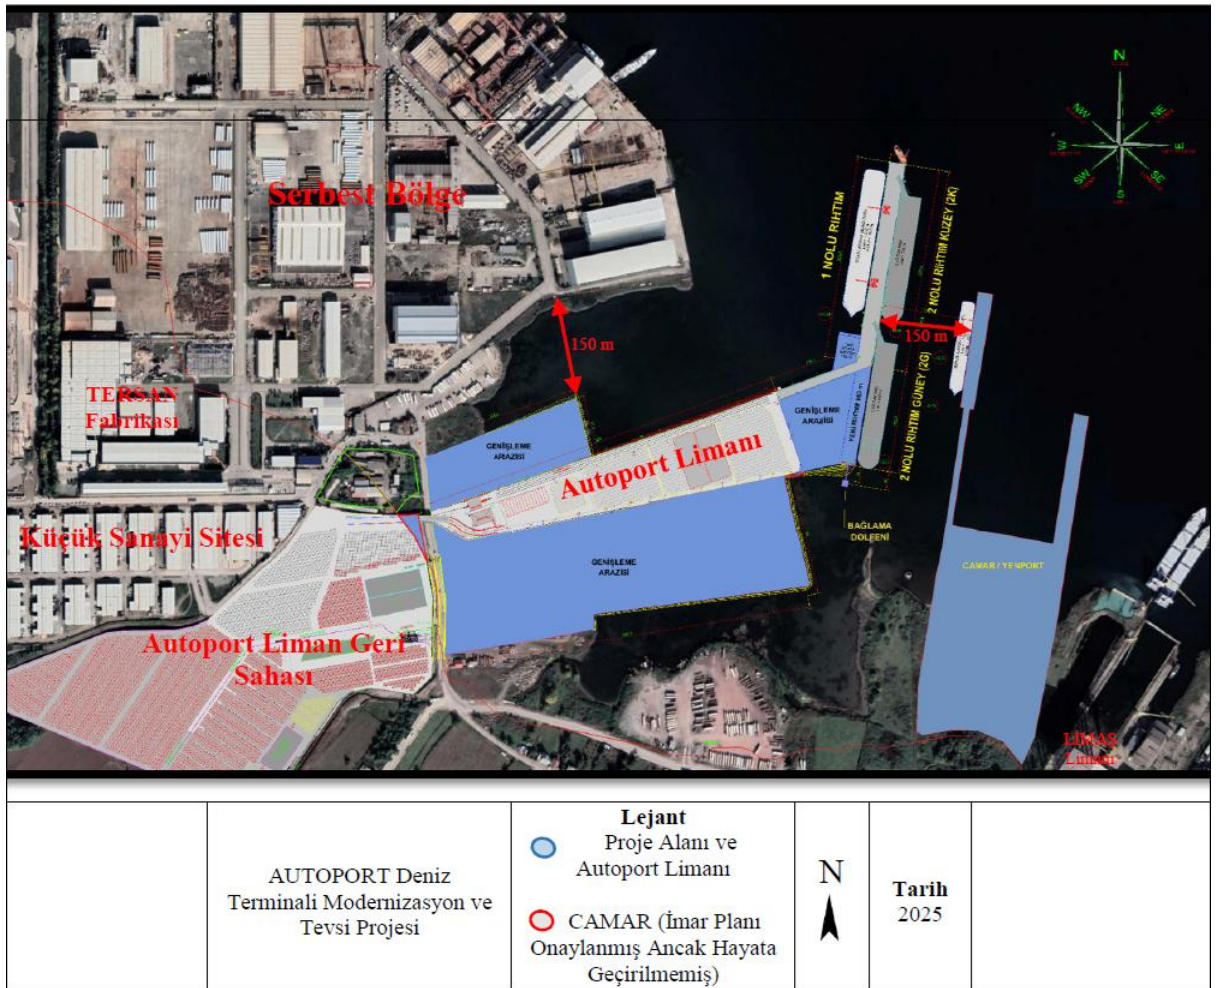 N
NW
NE
W
E
SW
SE
S
Serbest Bölge
1 NOLU RIHTIM
2 NOLU RIHTIM KUZEY (2K)
150 m
150 m
TERSAN
Fabrikası
GENİŞLEME
ARAZİSİ
GENİŞLEME
ARAZİSİ
2 NOLU RIHTIM GÜNEY (2G)
Autoport Limanı
BAĞLAMA
DOLFENİ
Küçük Sanayi Sitesi
GENİŞLEME
ARAZİSİ
CAMAR / YENPORT
Autoport Liman Geri
Sahası
LİMAŞ
Limanı
AUTOPORT Deniz
Terminali Modernizasyon ve
Tevsi Projesi
Lejant
Proje Alanı ve
Autoport Limanı
CAMAR (İmar Planı
Onaylanmış Ancak Hayata
Geçirilmemiş)
N
Tarih
2025